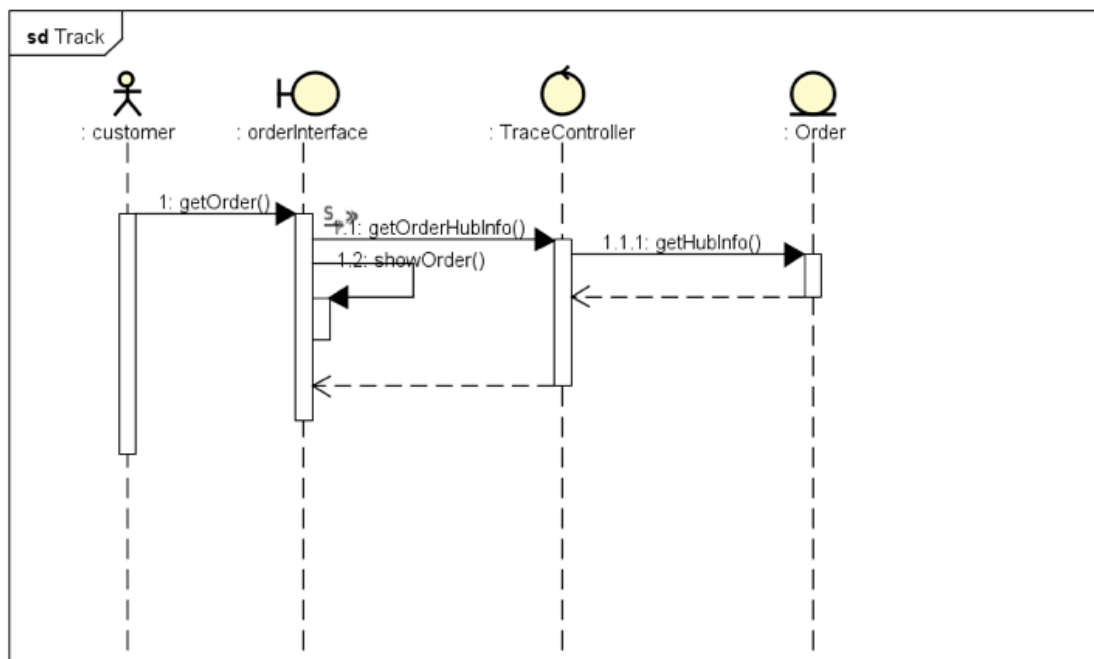 sd Track
: customer
: orderInterface
: TraceController
: Order
1: getOrder()
1.1: getOrderHubInfo()
1.1.1: getHubInfo()
1.2: showOrder()